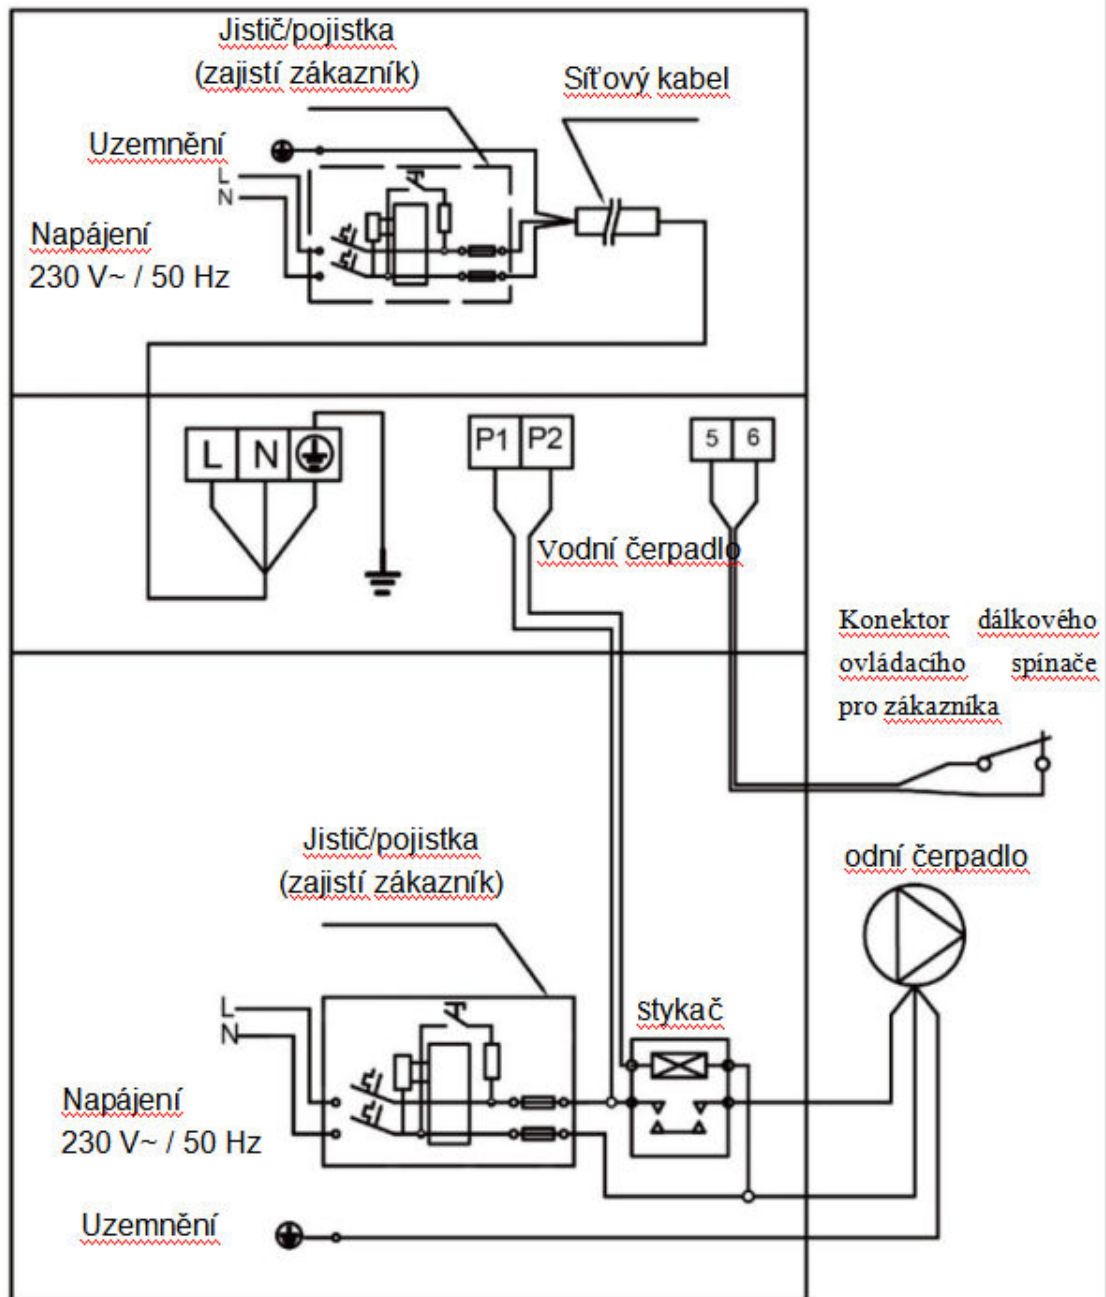 Jistič/pojistka
(zajistí zákazník)
Síťový kabel
Uzemnění
L
N
Napájení
230 V~ / 50 Hz
L N
P1 P2
5 6
Vodní čerpadlo
Konektor dálkového
ovládacího spínače
pro zákazníka
Jistič/pojistka
(zajistí zákazník)
odní čerpadlo
Stykač
L
N
Napájení
230 V~ / 50 Hz
Uzemnění